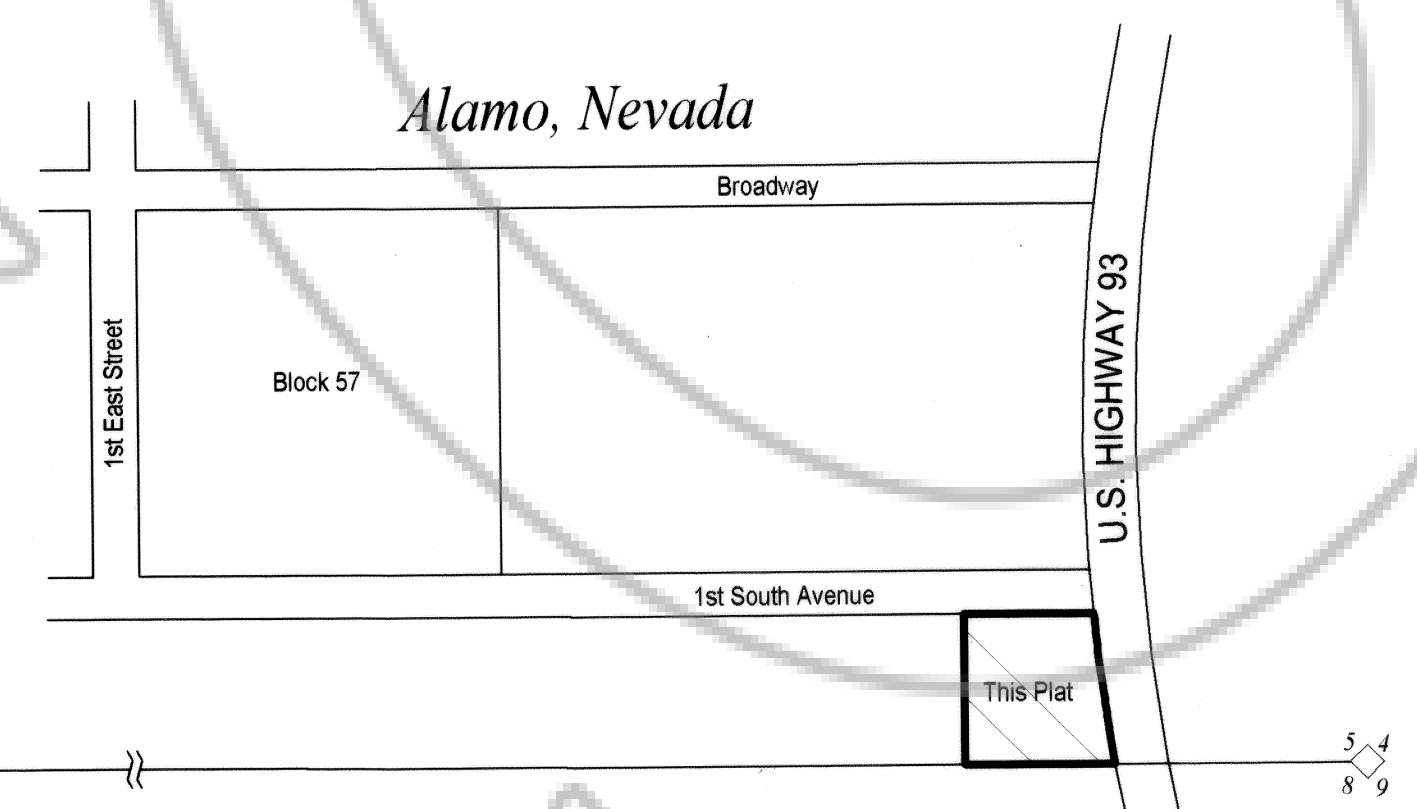 Alamo, Nevada
Broadway
U.S. HIGHWAY 93
1st East Street
Block 57
1st South Avenue
This Plat
5 4
8 9